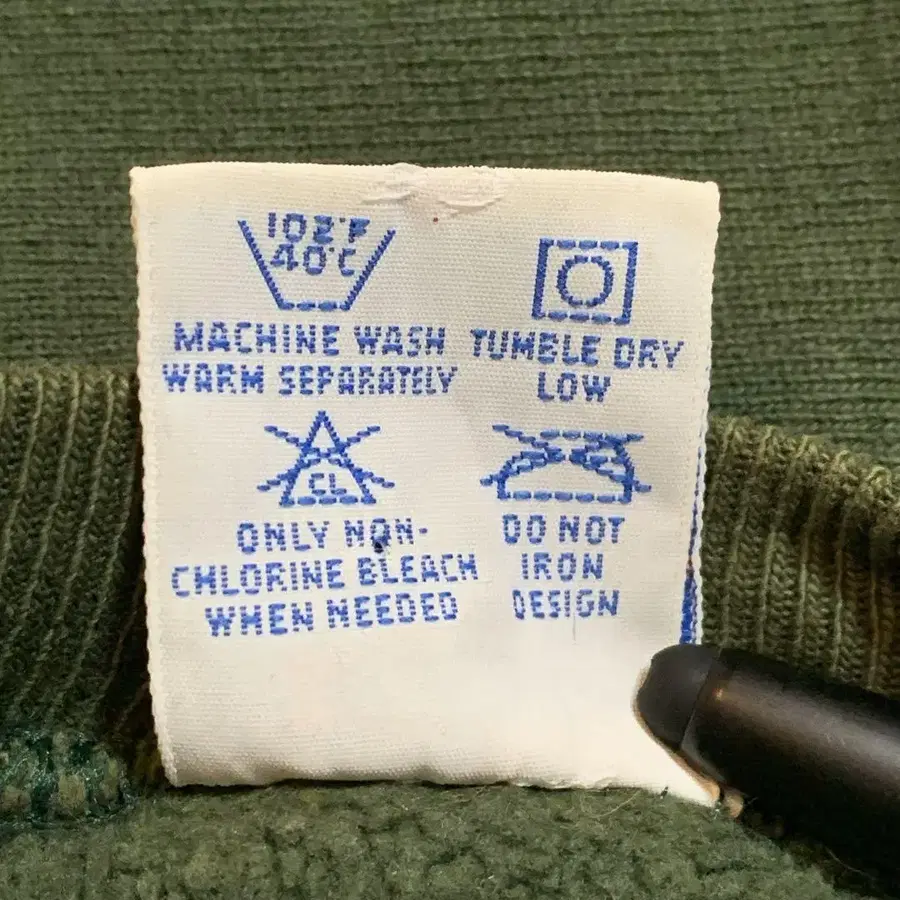 102°F
40°C
MACHINE WASH
WARM SEPARATELY
TUMBLE DRY
LOW
CL
ONLY NON-
CHLORINE BLEACH
WHEN NEEDED
DO NOT
IRON
DESIGN